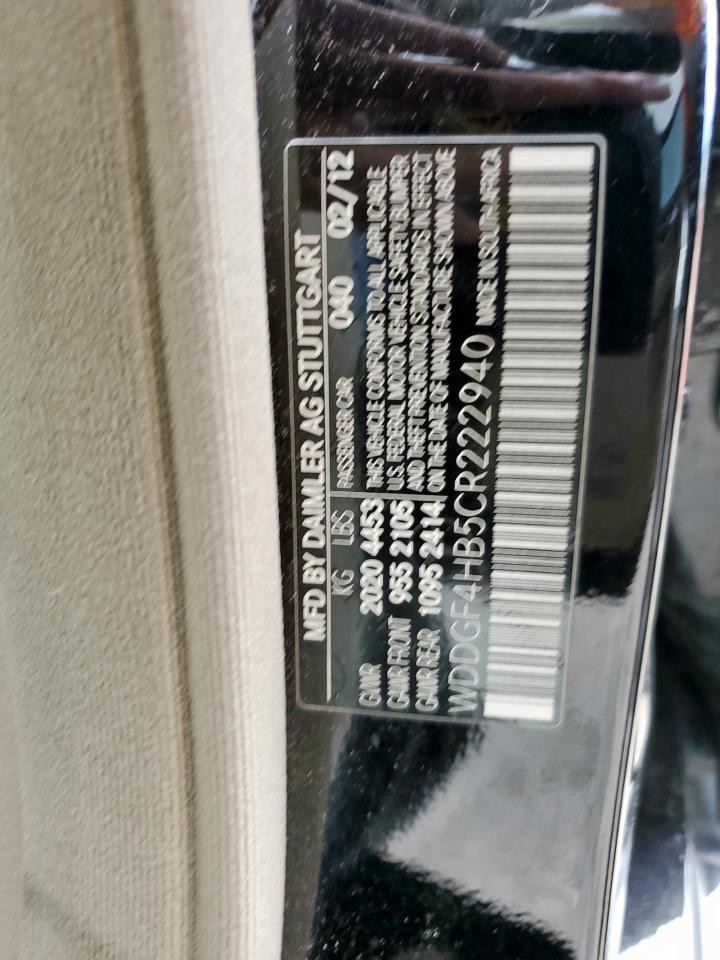 MFD BY DAIMLER AG STUTTGART
KG LBS PASSENGER CAR 040 02/12
GVWR 2020 4453 THIS VEHICLE CONFORMS TO ALL APPLICABLE
GAWR FRONT 955 2105 U.S. FEDERAL MOTOR VEHICLE SAFETY, BUMPER
GAWR REAR 1095 2414 AND THEFT PREVENTION STANDARDS IN EFFECT
ON THE DATE OF MANUFACTURE SHOWN ABOVE
WDDGF4HB5CR222940 MADE IN SOUTH AFRICA